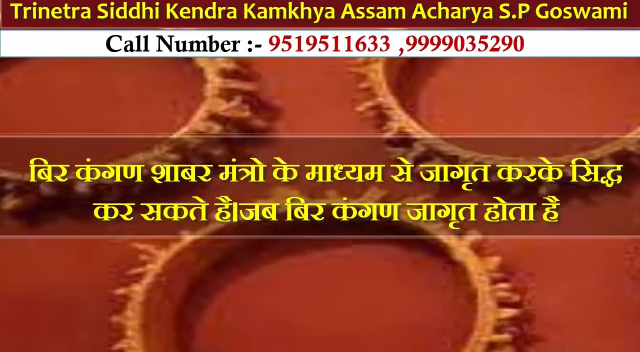 Trinetra Siddhi Kendra Kamkhya Assam Acharya S.P Goswami
Call Number :- 9519511633 ,9999035290
बिर कंगण शाबर मंत्रो के माध्यम से जागृत करके सिद्ध
कर सकते है।जब बिर कंगण जागृत होता है